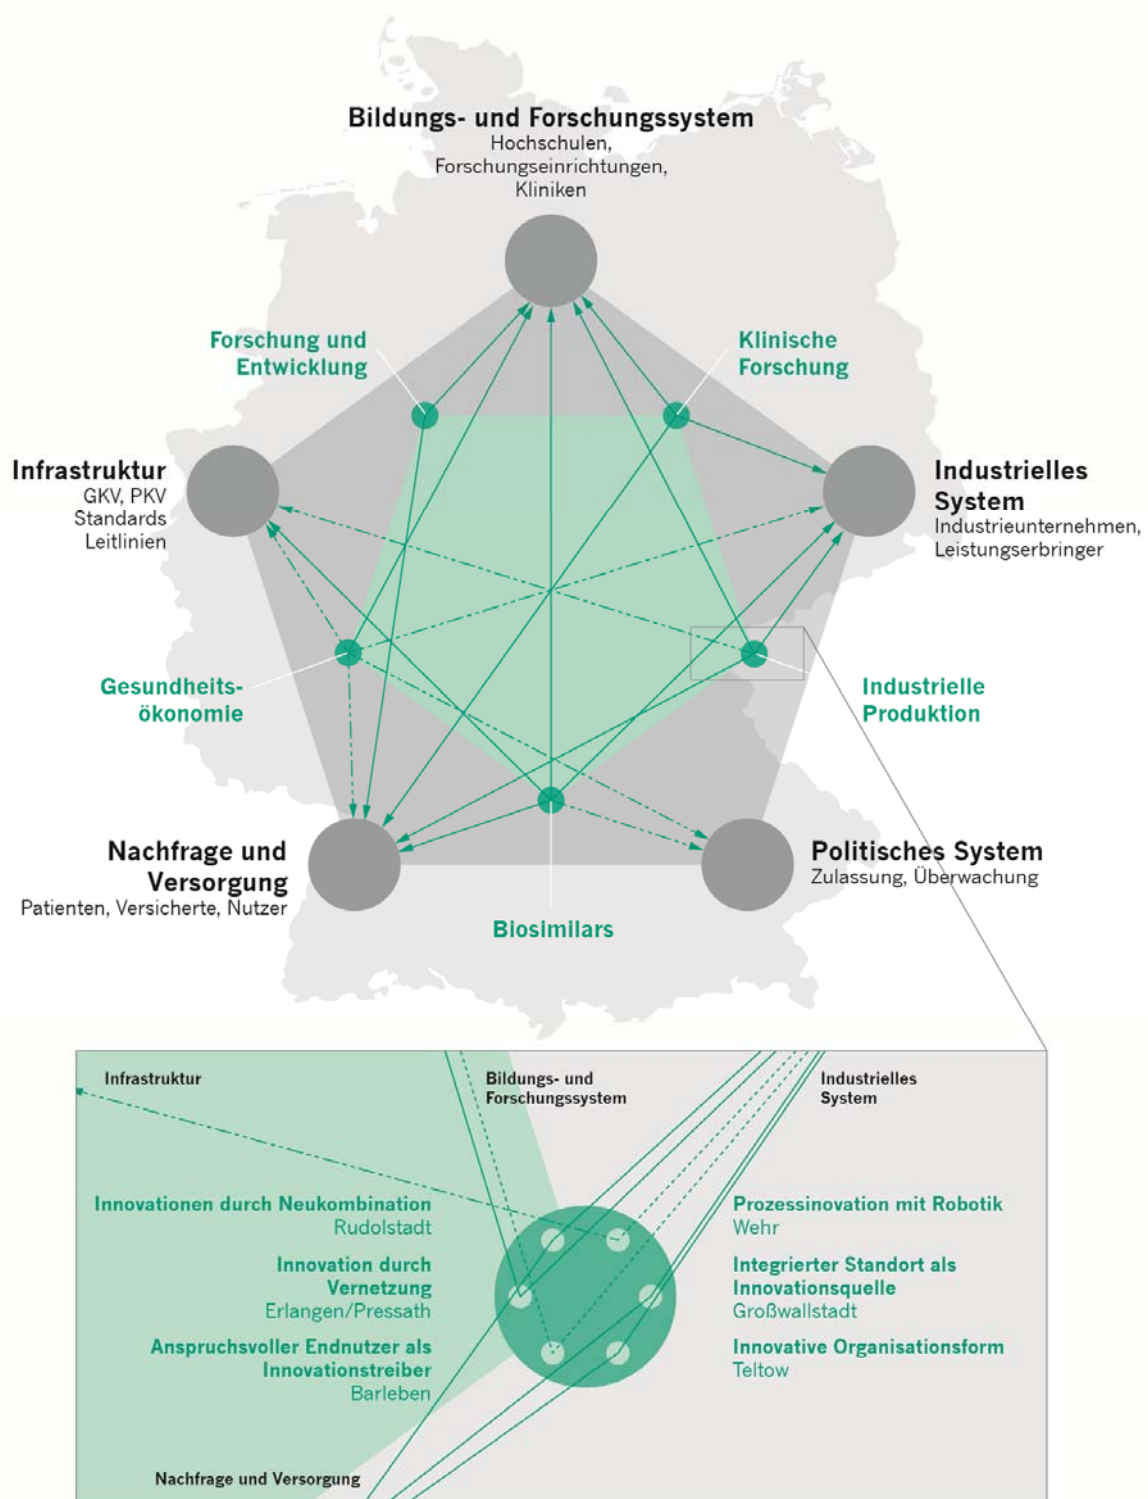 Bildungs- und Forschungssystem
Hochschulen,
Forschungseinrichtungen,
Kliniken
Forschung und
Entwicklung
Klinische
Forschung
Infrastruktur
GKV, PKV
Standards
Leitlinien
Industrielles
System
Industrieunternehmen,
Leistungserbringer
Gesundheits-
ökonomie
Industrielle
Produktion
Nachfrage und
Versorgung
Patienten, Versicherte, Nutzer
Politisches System
Zulassung, Überwachung
Biosimilars
Infrastruktur
Bildungs- und
Forschungssystem
Industrielles
System
Innovationen durch Neukombination
Rudolstadt
Innovation durch
Vernetzung
Erlangen/Pressath
Anspruchsvoller Endnutzer als
Innovationstreiber
Barleben
Prozessinovation mit Robotik
Wehr
Integrierter Standort als
Innovationsquelle
Großwallstadt
Innovative Organisationsform
Teltow
Nachfrage und Versorgung